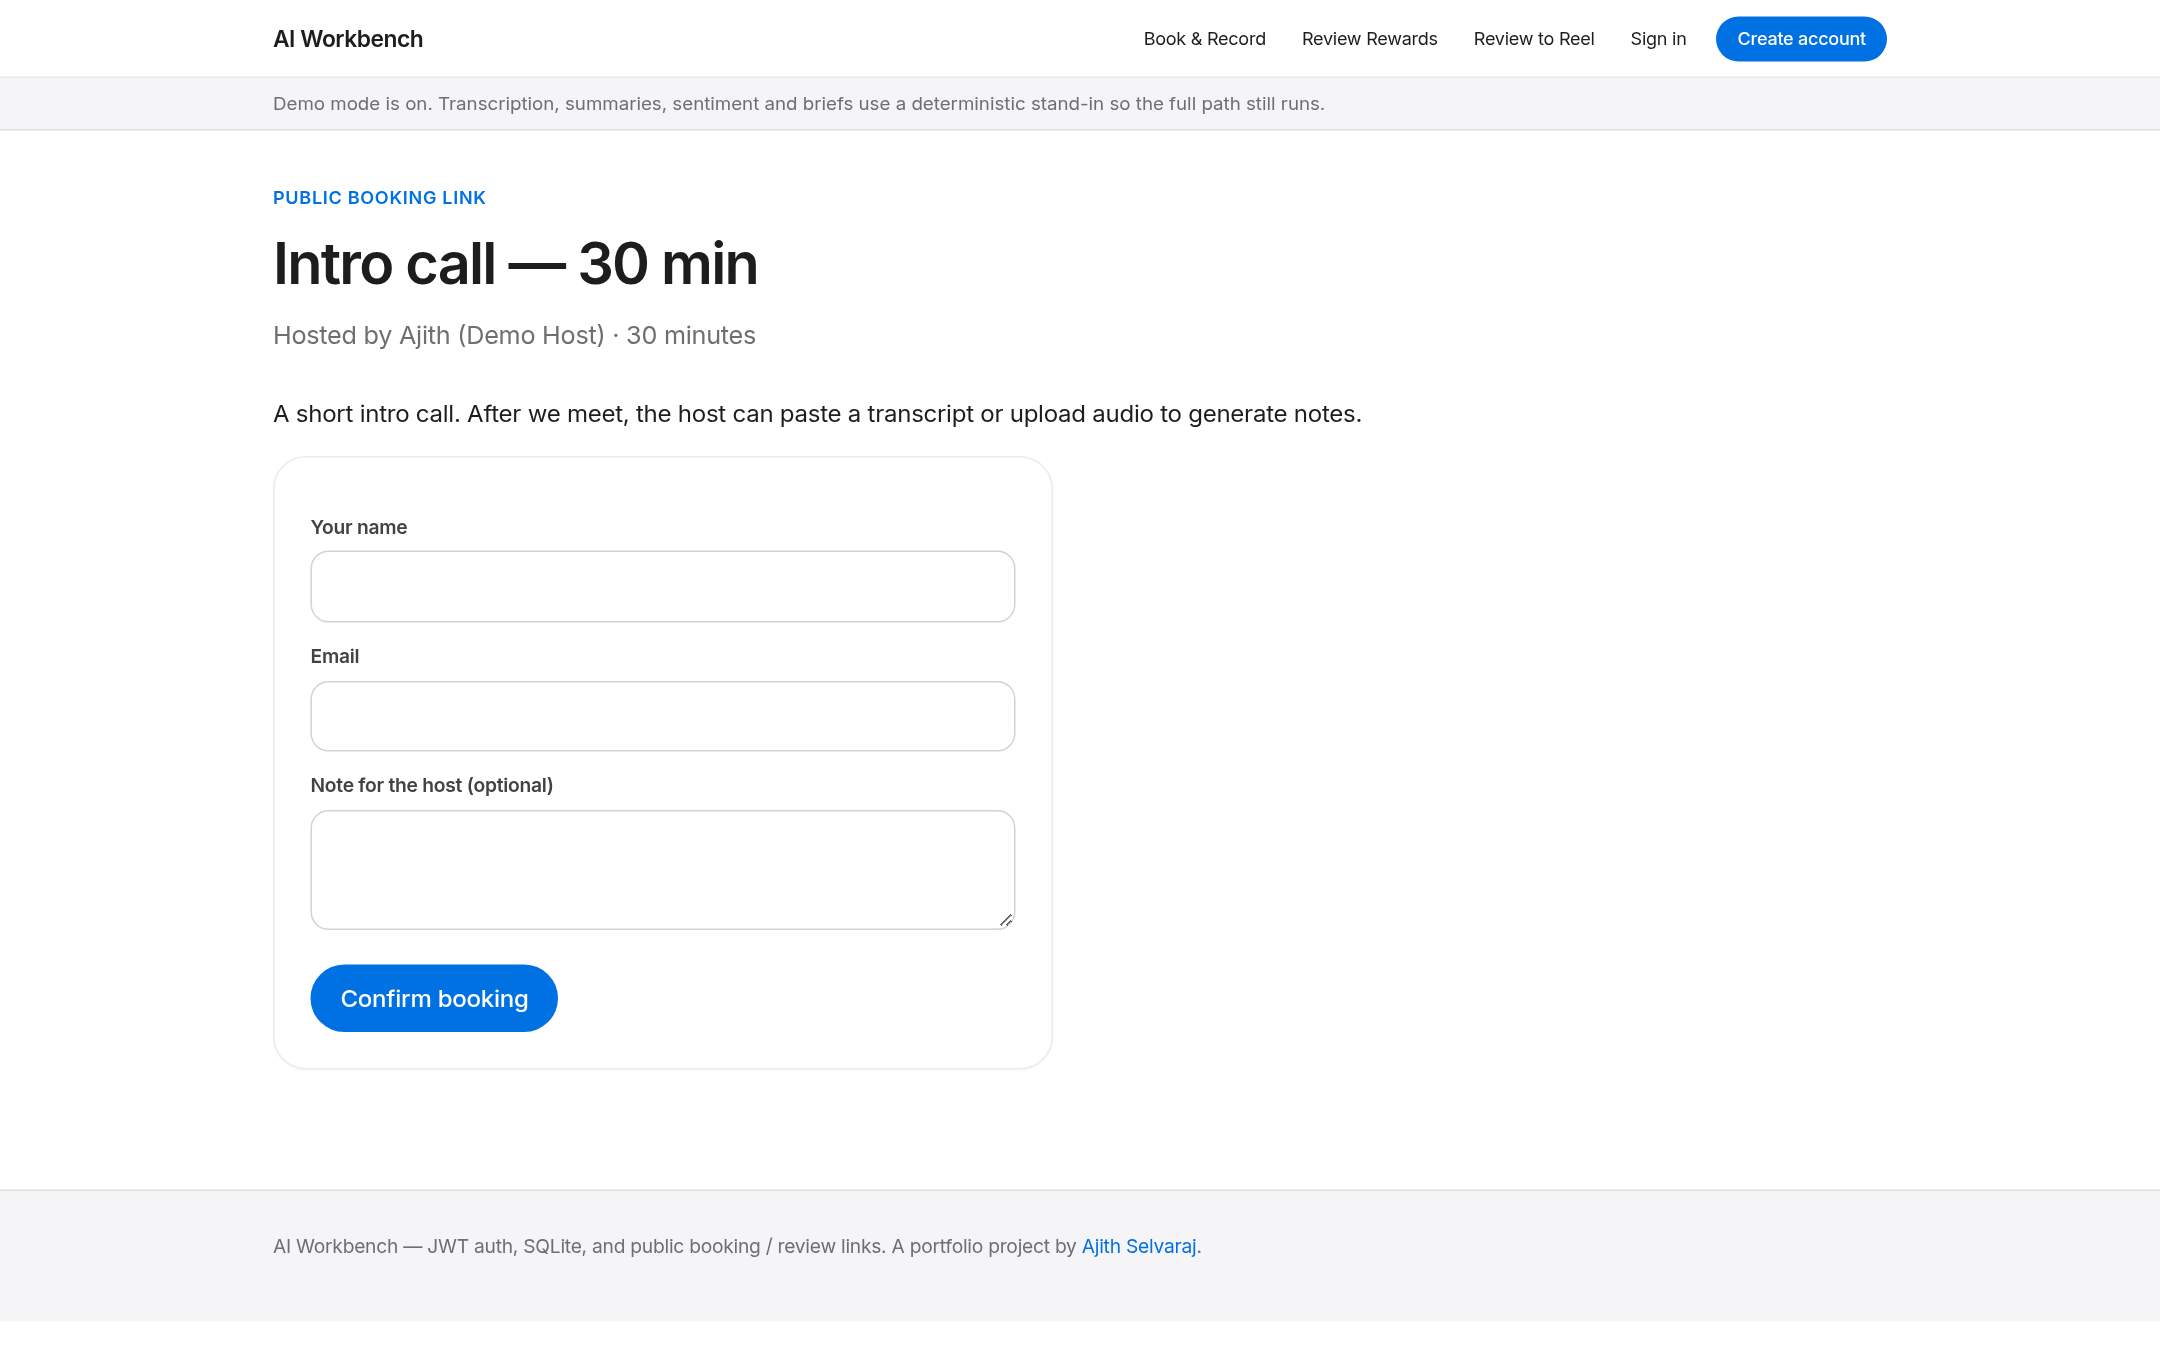 AI Workbench
Book & Record
Review Rewards
Review to Reel
Sign in
Create account
Demo mode is on. Transcription, summaries, sentiment and briefs use a deterministic stand-in so the full path still runs.
PUBLIC BOOKING LINK
Intro call — 30 min
Hosted by Ajith (Demo Host) · 30 minutes
A short intro call. After we meet, the host can paste a transcript or upload audio to generate notes.
Your name
Email
Note for the host (optional)
Confirm booking
AI Workbench — JWT auth, SQLite, and public booking / review links. A portfolio project by Ajith Selvaraj.